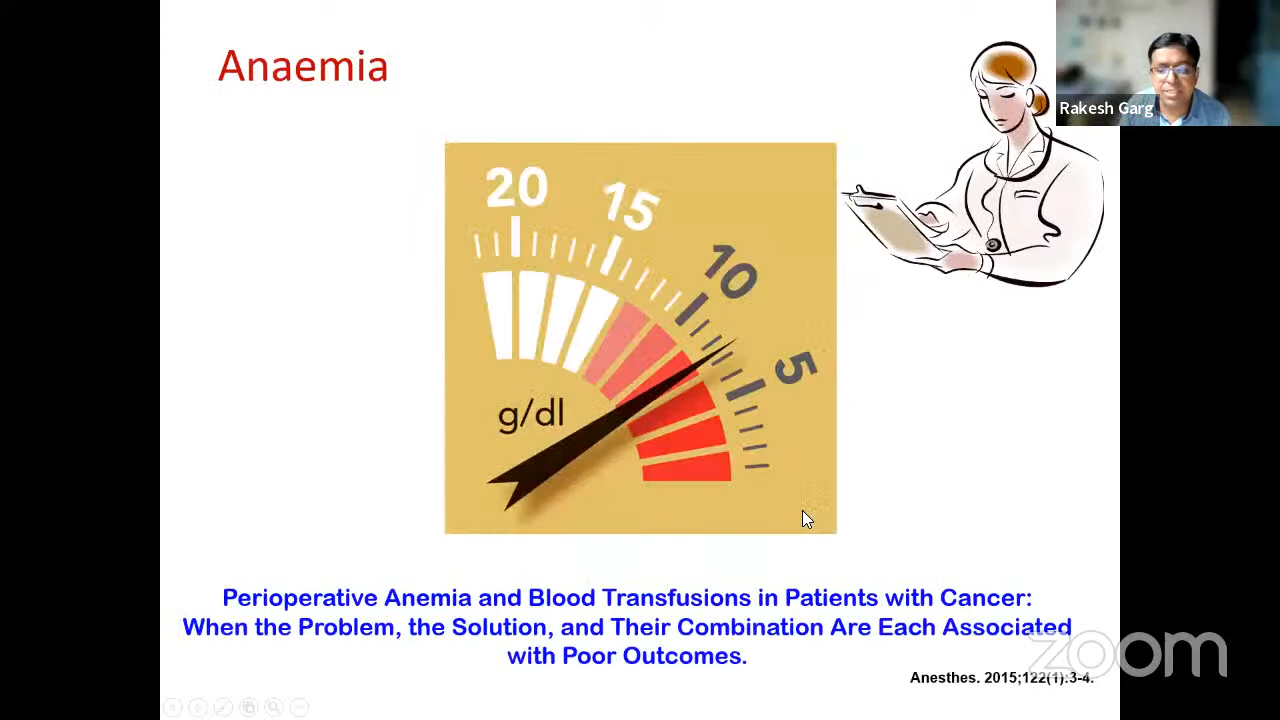 Anaemia
Rakesh Garg
20
15
10
5
g/dl
Perioperative Anemia and Blood Transfusions in Patients with Cancer:
When the Problem, the Solution, and Their Combination Are Each Associated
with Poor Outcomes.
zoom
Anesthes. 2015;122(1):3-4.